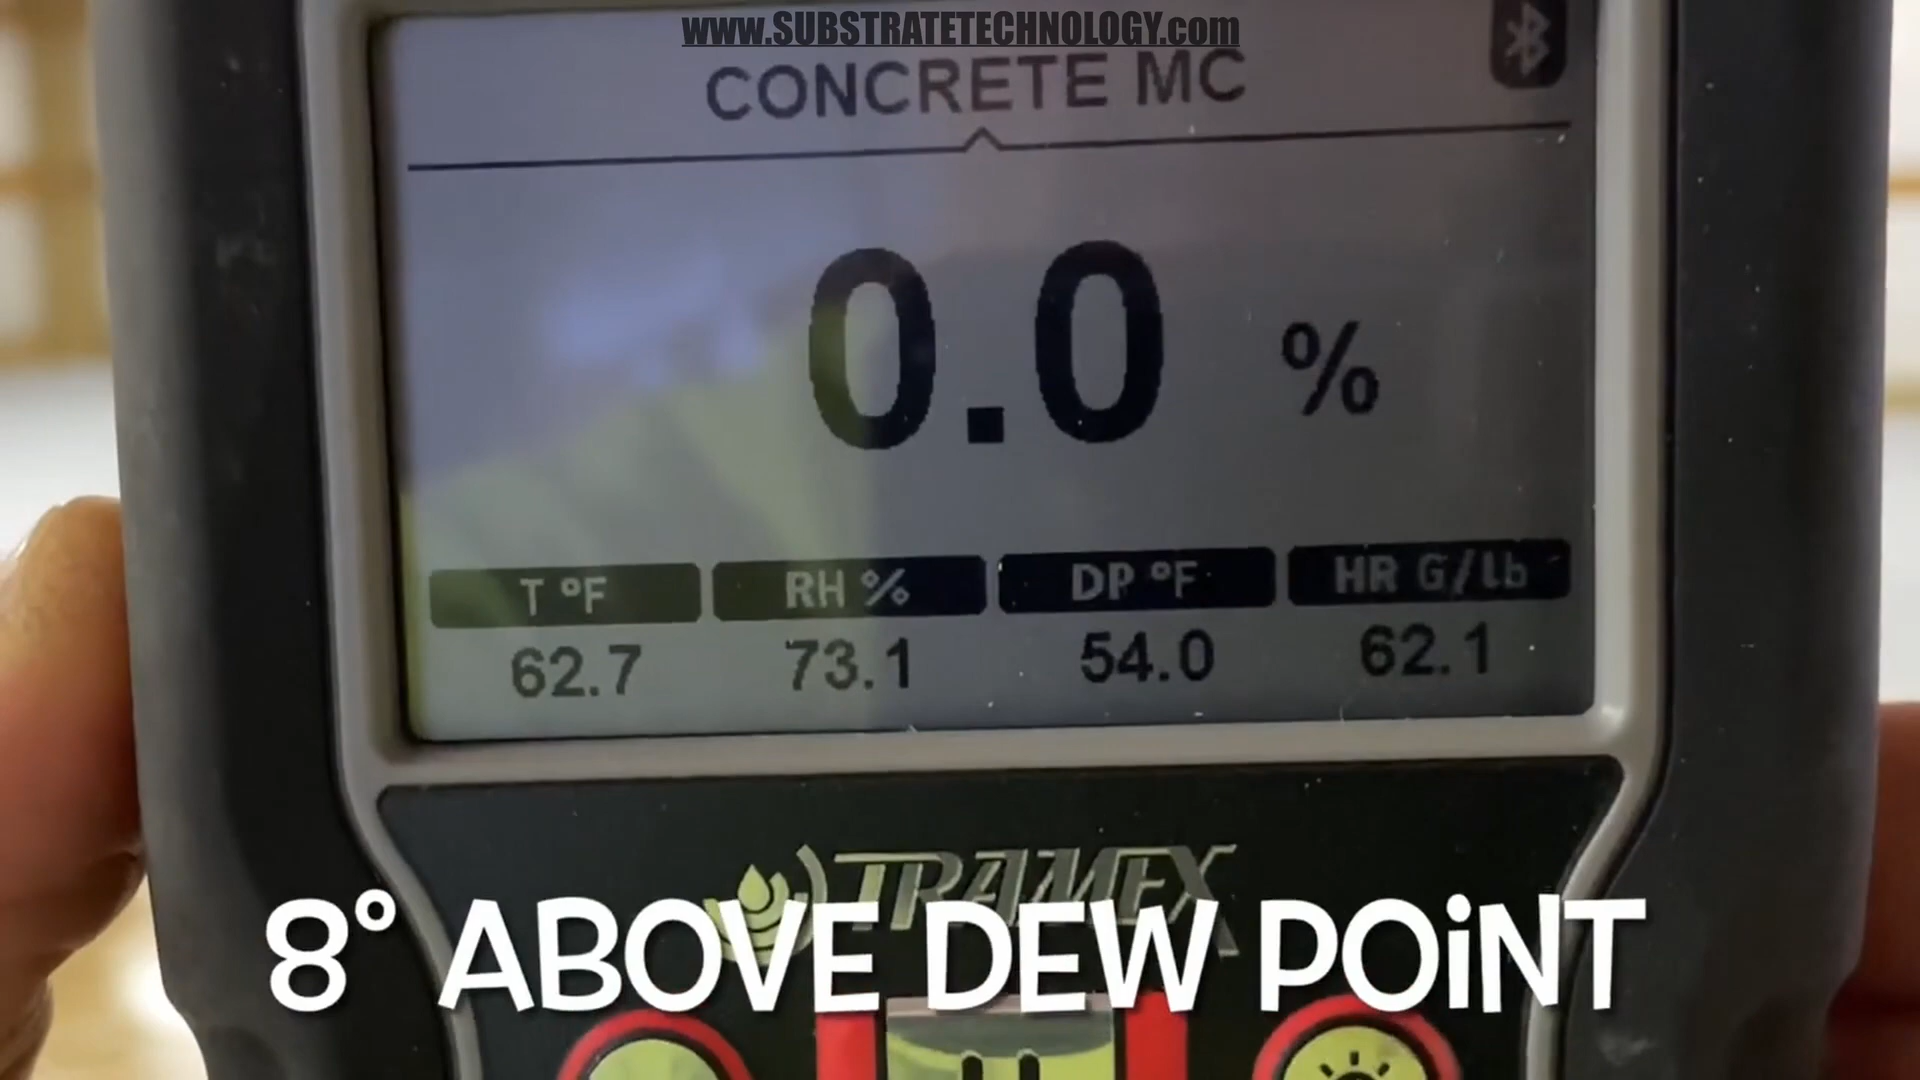 www.SUBSTRATETECHNOLOGY.com
CONCRETE MC
0.0 %
T °F RH % DP °F HR G/lb
62.7 73.1 54.0 62.1
TRAMEX
8° ABOVE DEW POiNT